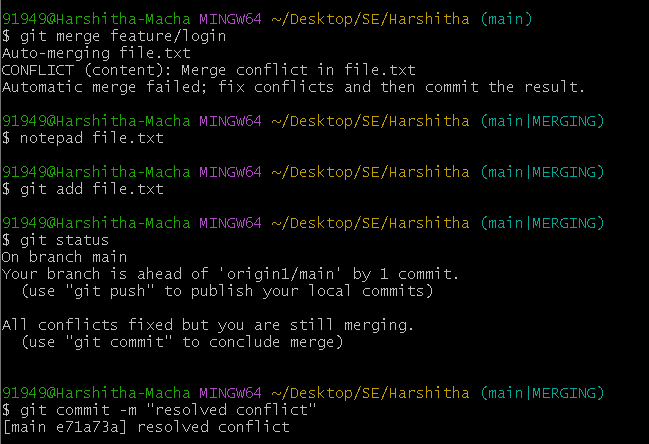 91949@Harshitha-Macha MINGW64 ~/Desktop/SE/Harshitha (main)
$ git merge feature/login
Auto-merging file.txt
CONFLICT (content): Merge conflict in file.txt
Automatic merge failed; fix conflicts and then commit the result.
91949@Harshitha-Macha MINGW64 ~/Desktop/SE/Harshitha (main|MERGING)
$ notepad file.txt
91949@Harshitha-Macha MINGW64 ~/Desktop/SE/Harshitha (main|MERGING)
$ git add file.txt
91949@Harshitha-Macha MINGW64 ~/Desktop/SE/Harshitha (main|MERGING)
$ git status
On branch main
Your branch is ahead of 'origin1/main' by 1 commit.
  (use "git push" to publish your local commits)
All conflicts fixed but you are still merging.
  (use "git commit" to conclude merge)
91949@Harshitha-Macha MINGW64 ~/Desktop/SE/Harshitha (main|MERGING)
$ git commit -m "resolved conflict"
[main e71a73a] resolved conflict